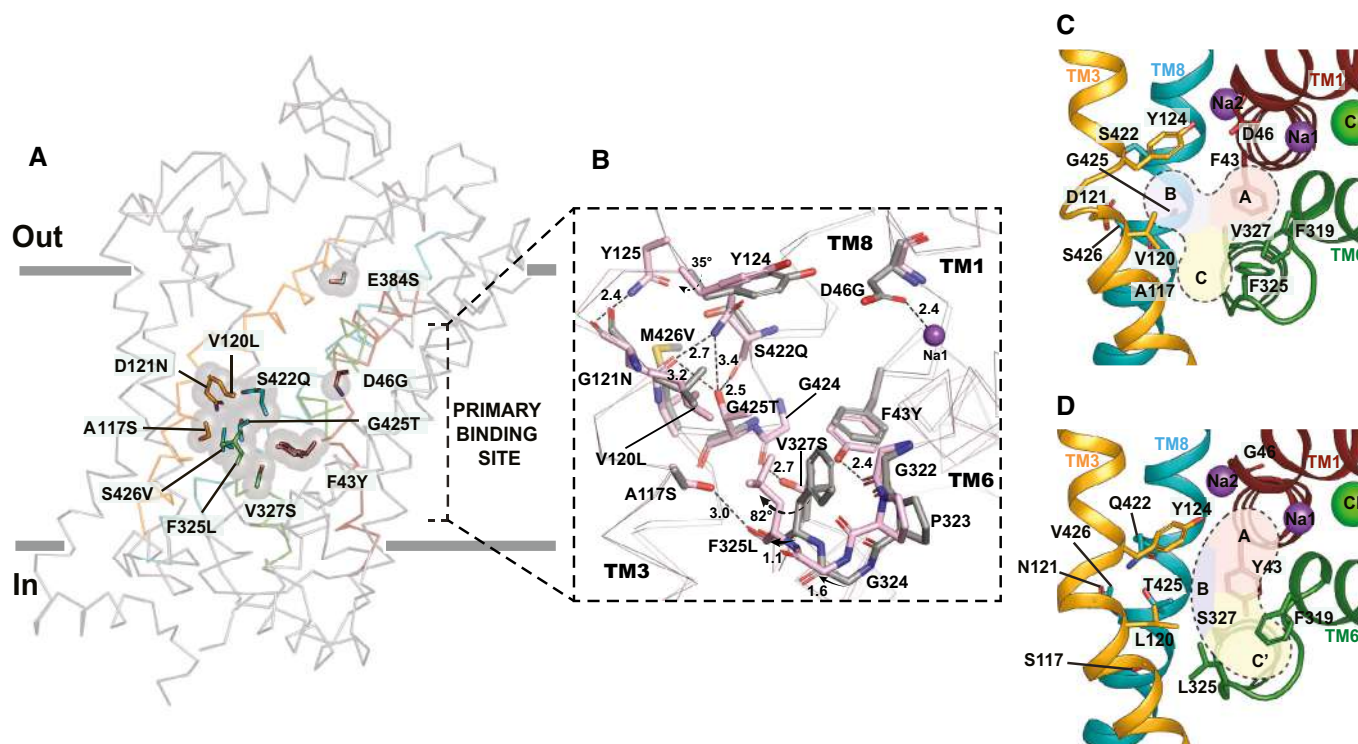 A
Out
In
E384S
V120L
D121N
S422Q
D46G
A117S
G425T
S426V
F43Y
F325L
V327S
PRIMARY
BINDING
SITE
B
TM8
TM1
Y125
35°
Y124
D46G
2.4
2.4
Na1
M426V
2.7
3.4
S422Q
G121N
3.2
2.5
G424
G425T
F43Y
V120L
V327S
2.7
2.4
G322
TM6
A117S
82°
P323
3.0
F325L
1.1
G324
TM3
1.6
C
TM3
TM8
TM1
Na2
Y124
S422
D46
Na1
C
G425
F43
D121
B
A
S426
V327
F319
V120
TM6
A117
C
F325
D
TM3
TM8
G46
TM1
Na2
Q422
Y124
Na1
V426
A
N121
T425
Y43
B
S327
F319
L120
TM6
S117
C'
L325